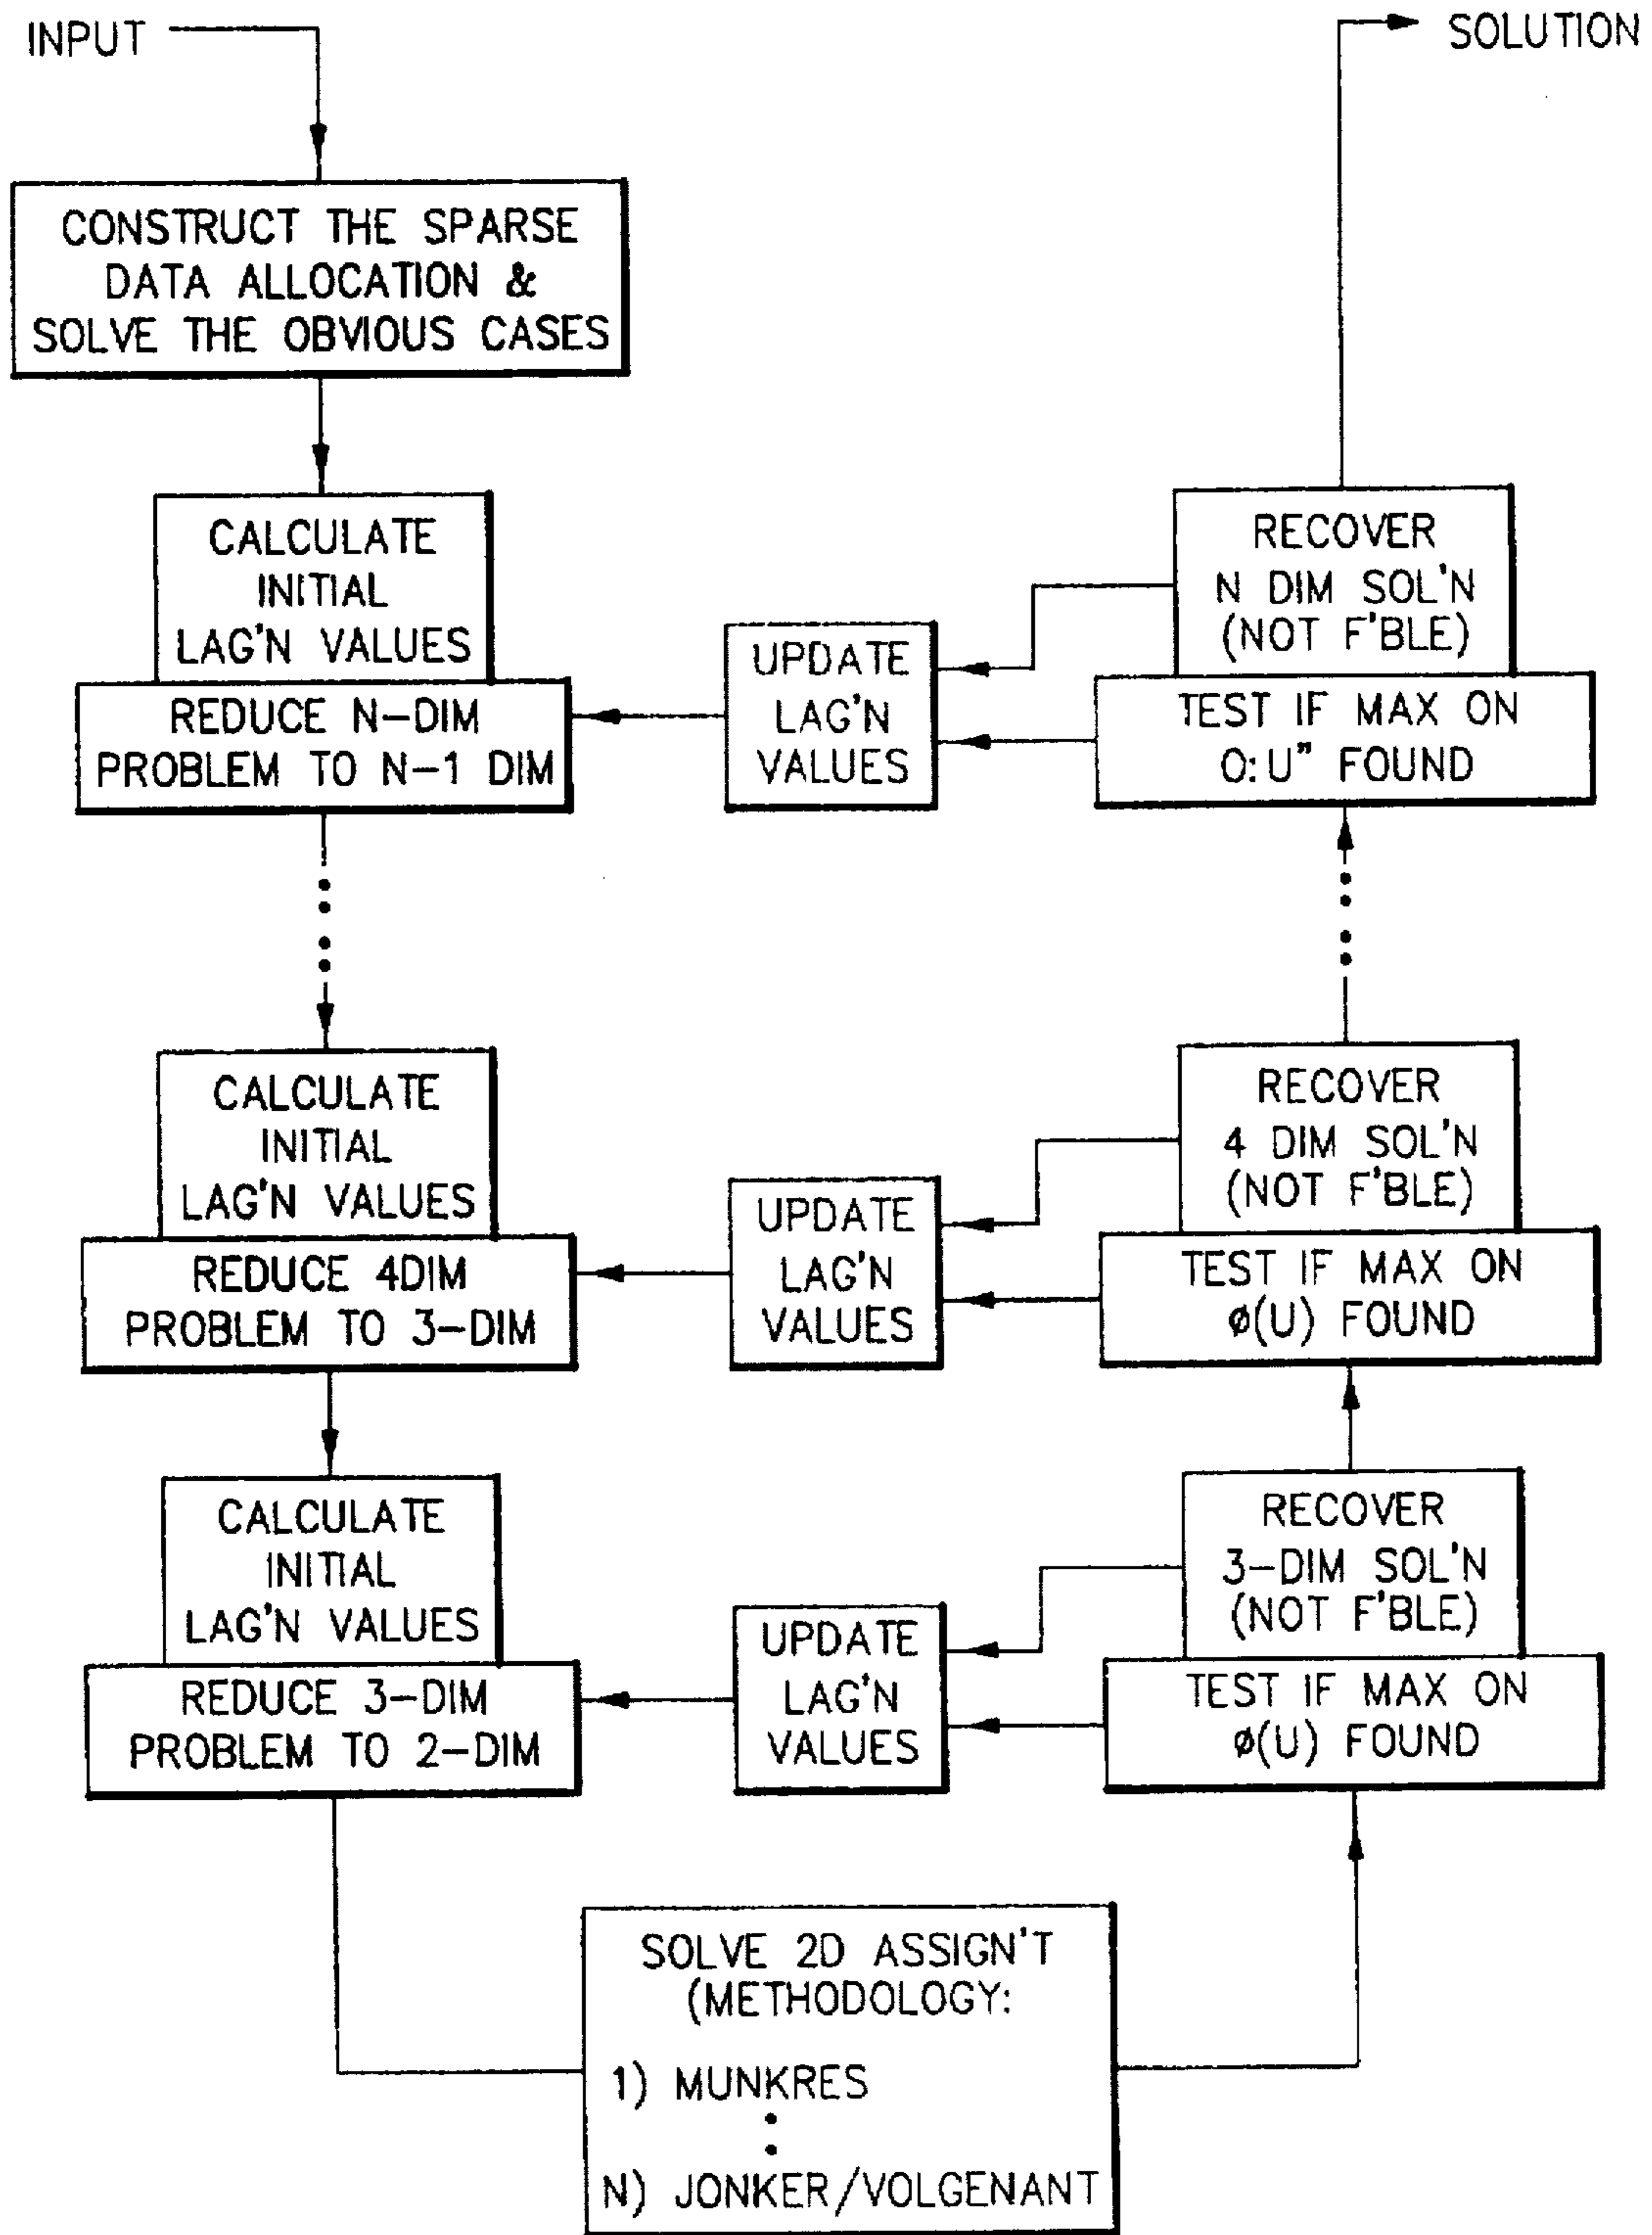 INPUT
SOLUTION
CONSTRUCT THE SPARSE
DATA ALLOCATION &
SOLVE THE OBVIOUS CASES
CALCULATE
INITIAL
LAG'N VALUES
REDUCE N-DIM
PROBLEM TO N-1 DIM
UPDATE
LAG'N
VALUES
RECOVER
N DIM SOL'N
(NOT F'BLE)
TEST IF MAX ON
O:U" FOUND
CALCULATE
INITIAL
LAG'N VALUES
REDUCE 4DIM
PROBLEM TO 3-DIM
UPDATE
LAG'N
VALUES
RECOVER
4 DIM SOL'N
(NOT F'BLE)
TEST IF MAX ON
ø(U) FOUND
CALCULATE
INITIAL
LAG'N VALUES
REDUCE 3-DIM
PROBLEM TO 2-DIM
UPDATE
LAG'N
VALUES
RECOVER
3-DIM SOL'N
(NOT F'BLE)
TEST IF MAX ON
ø(U) FOUND
SOLVE 2D ASSIGN'T
(METHODOLOGY:
1) MUNKRES
N) JONKER/VOLGENANT